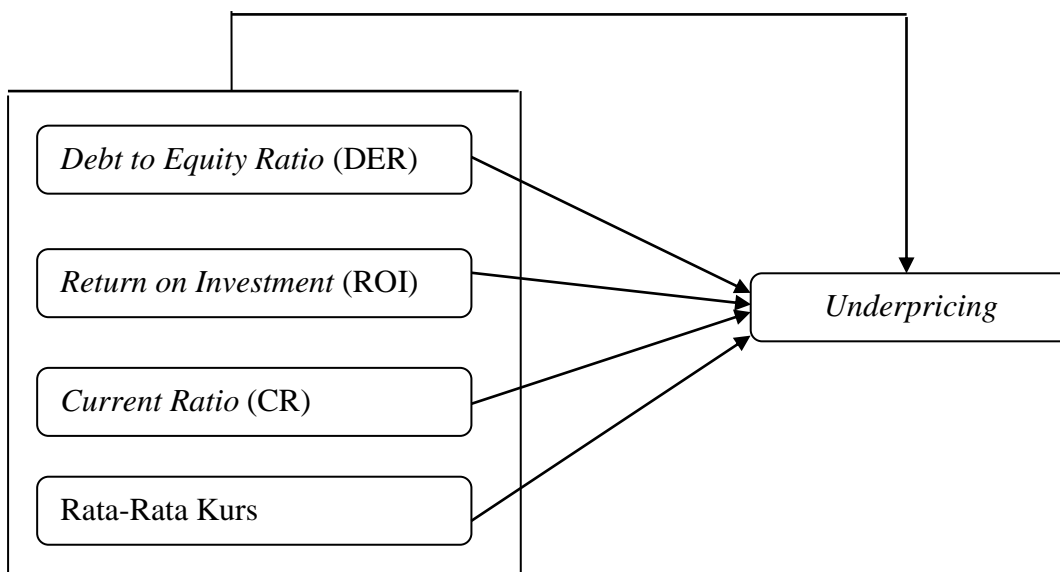 Debt to Equity Ratio (DER)
Return on Investment (ROI)
Underpricing
Current Ratio (CR)
Rata-Rata Kurs